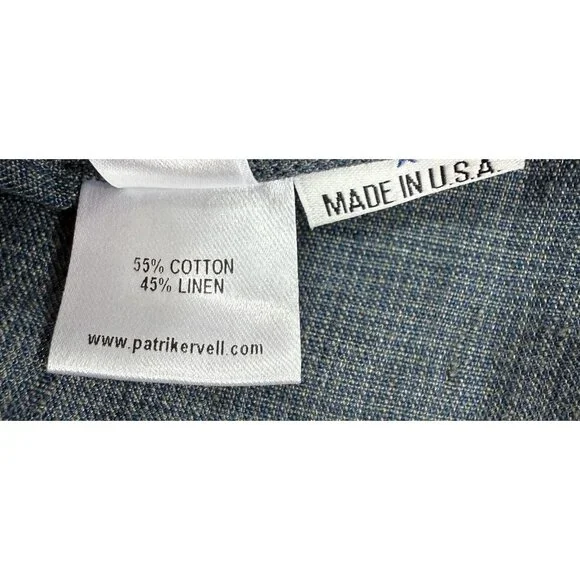 MADE IN U.S.A.
55% COTTON
45% LINEN
www.patrikervell.com